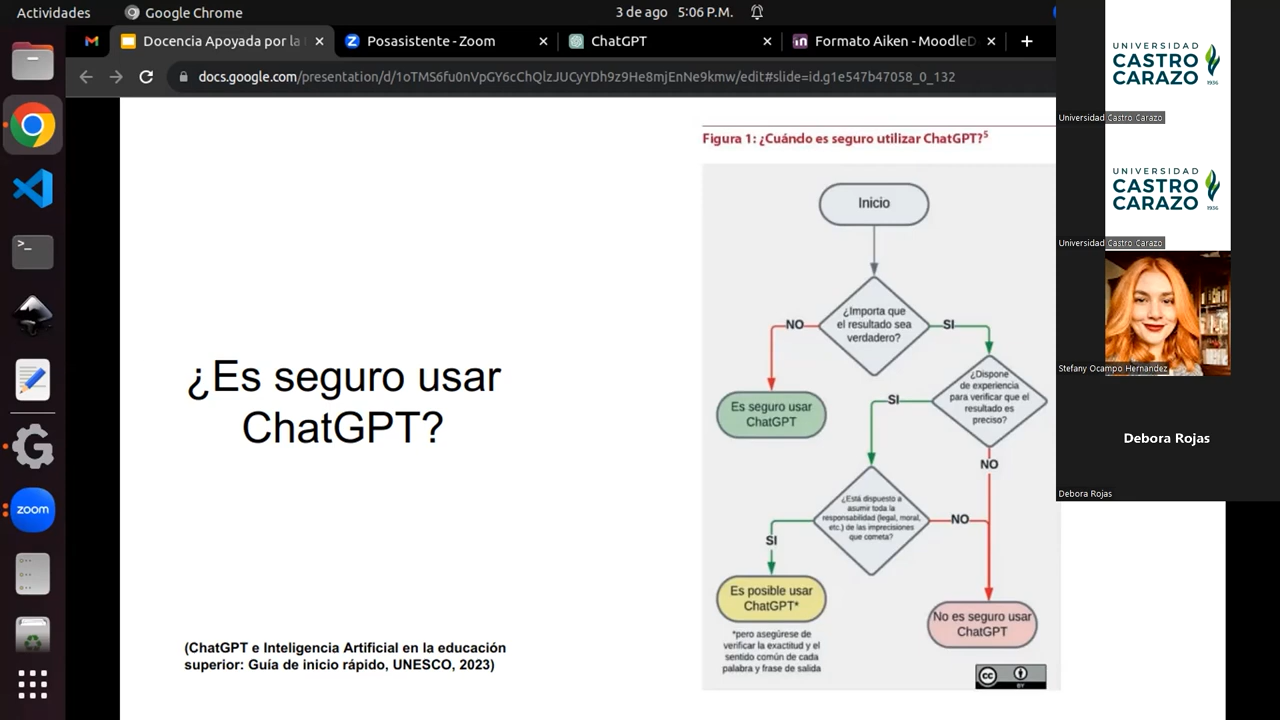 Actividades
Google Chrome
3 de ago 5:06 P.M.
Docencia Apoyada por la
Posasistente - Zoom
ChatGPT
Formato Aiken - MoodleD
docs.google.com/presentation/d/1oTMS6fu0nVpGY6cChQlzJUCyYDh9z9He8mjEnNe9kmw/edit#slide=id.g1e547b47058_0_132
¿Es seguro usar
ChatGPT?
(ChatGPT e Inteligencia Artificial en la educación
superior: Guía de inicio rápido, UNESCO, 2023)
Figura 1: ¿Cuándo es seguro utilizar ChatGPT?5
Inicio
¿Importa que
el resultado sea
verdadero?
NO
SI
Es seguro usar
ChatGPT
¿Dispone
de experiencia
para verificar que el
resultado es
preciso?
SI
NO
¿Está dispuesto a
asumir toda la
responsabilidad (legal, moral,
etc.) de las imprecisiones
que cometa?
SI
NO
Es posible usar
ChatGPT*
*pero asegúrese de
verificar la exactitud y el
sentido común de cada
palabra y frase de salida
No es seguro usar
ChatGPT
cc
BY
zoom
UNIVERSIDAD
CASTRO
CARAZO
1936
Universidad Castro Carazo
UNIVERSIDAD
CASTRO
CARAZO
1936
Universidad Castro Carazo
Stefany Ocampo Hernández
Debora Rojas
Debora Rojas